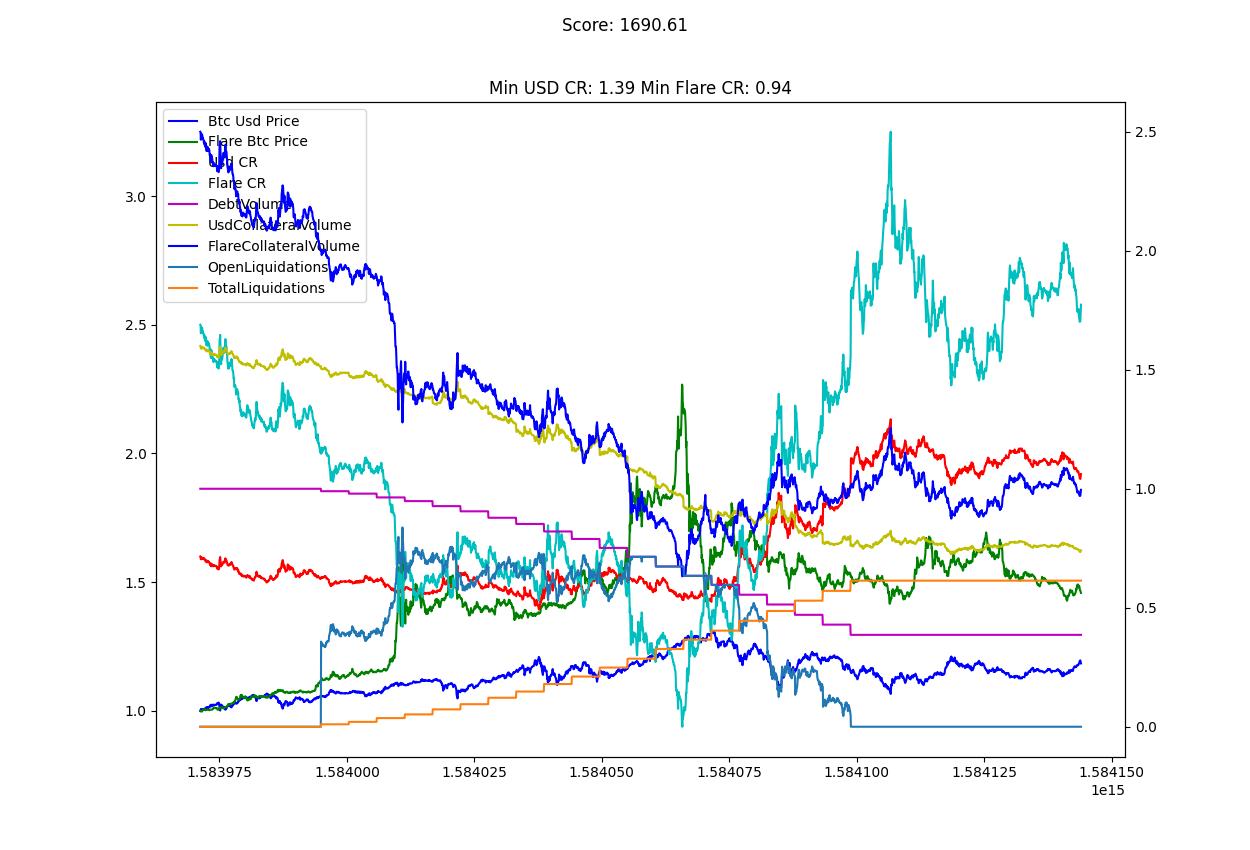 Score: 1690.61
Min USD CR: 1.39 Min Flare CR: 0.94
Btc Usd Price
Flare Btc Price
Usd CR
Flare CR
DebtVolume
UsdCollateralVolume
FlareCollateralVolume
OpenLiquidations
TotalLiquidations
3.0
2.5
2.0
1.5
1.0
2.5
2.0
1.5
1.0
0.5
0.0
1.583975
1.584000
1.584025
1.584050
1.584075
1.584100
1.584125
1.584150
1e15